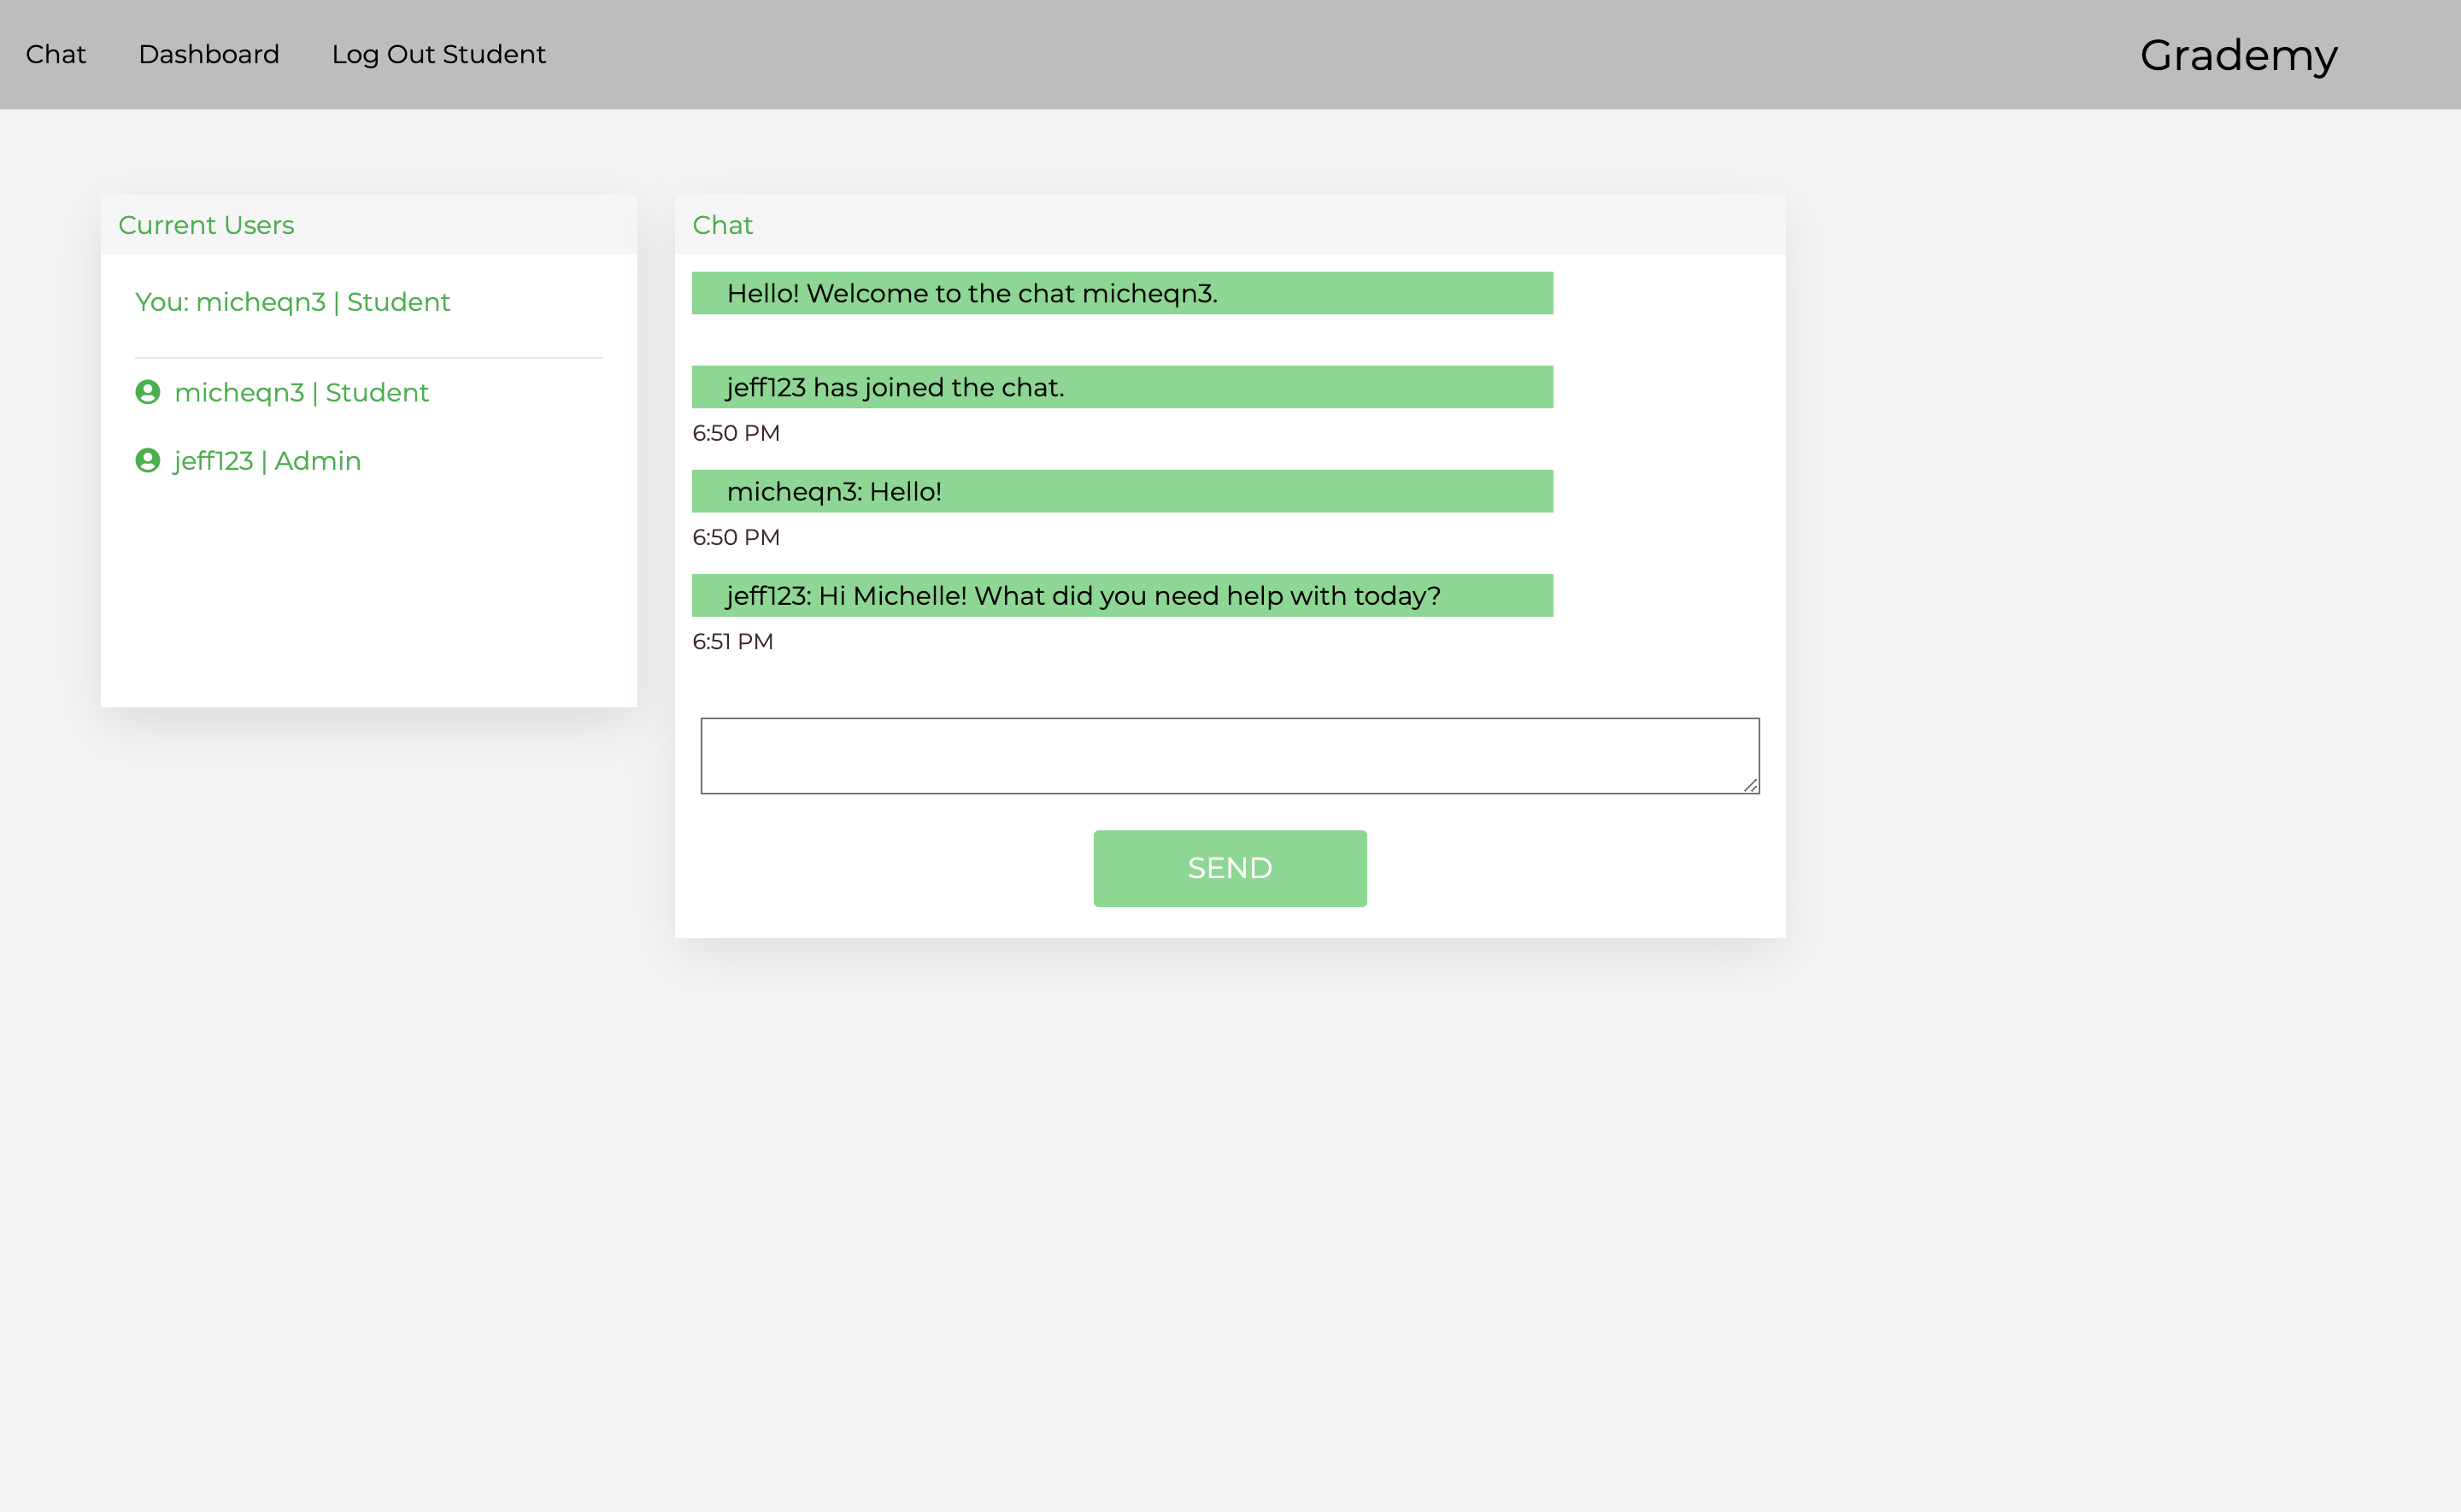 Chat Dashboard Log Out Student Grademy
Current Users
You: micheqn3 | Student
micheqn3 | Student
jeff123 | Admin
Chat
Hello! Welcome to the chat micheqn3.
jeff123 has joined the chat.
6:50 PM
micheqn3: Hello!
6:50 PM
jeff123: Hi Michelle! What did you need help with today?
6:51 PM
SEND